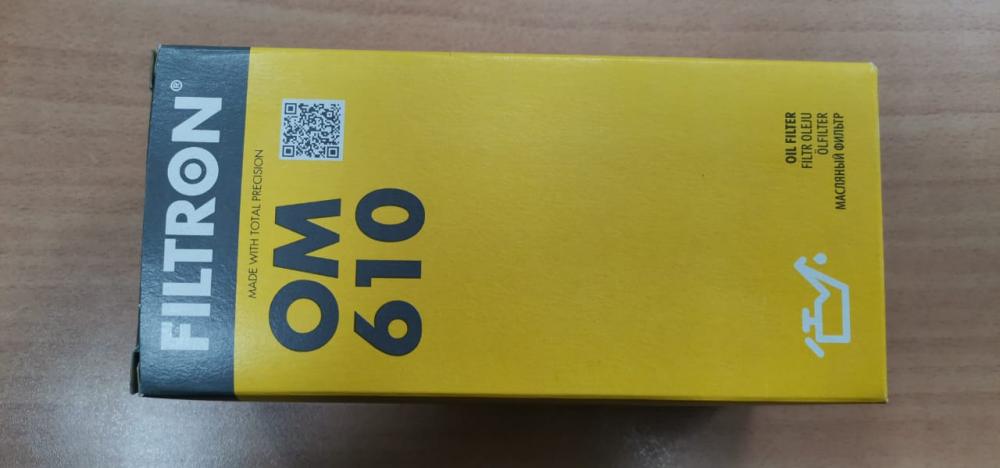 FILTRON®
MADE WITH TOTAL PRECISION
OM
610
OIL FILTER
FILTR OLEJU
ÖLFILTER
МАСЛЯНЫЙ ФИЛЬТР